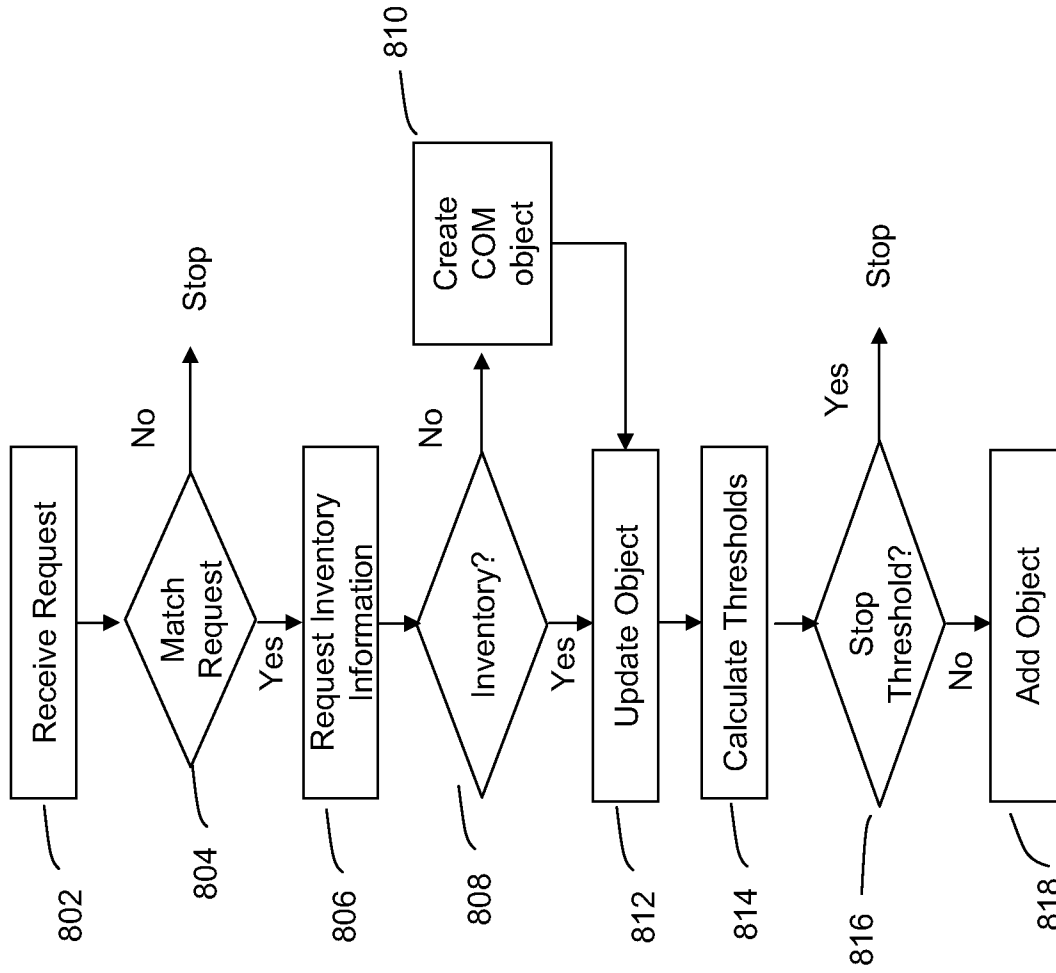 802
Receive Request
804
Match
Request
No
Stop
Yes
806
Request Inventory
Information
808
Inventory?
No
810
Create
COM
object
Yes
812
Update Object
814
Calculate Thresholds
816
Stop
Threshold?
Yes
Stop
No
818
Add Object